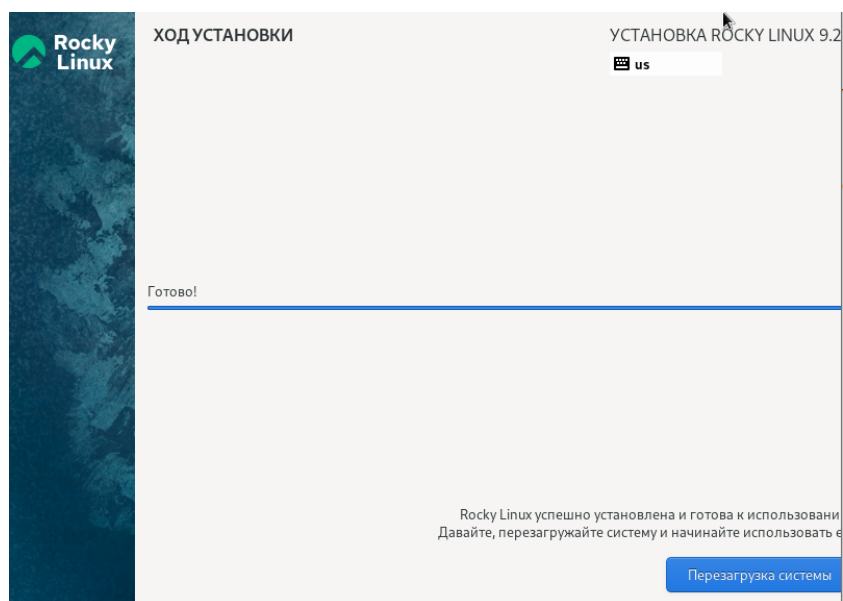 Rocky
Linux
ХОД УСТАНОВКИ
УСТАНОВКА ROCKY LINUX 9.2
us
Готово!
Rocky Linux успешно установлена и готова к использовани
Давайте, перезагружайте систему и начинайте использовать е
Перезагрузка системы